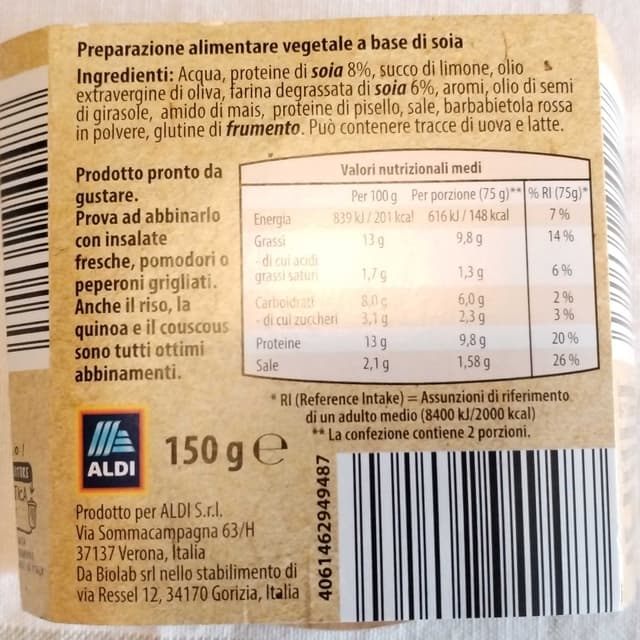 Preparazione alimentare vegetale a base di soia
Ingredienti: Acqua, proteine di soia 8%, succo di limone, olio
extravergine di oliva, farina degrassata di soia 6%, aromi, olio di semi
di girasole, amido di mais, proteine di pisello, sale, barbabietola rossa
in polvere, glutine di frumento. Può contenere tracce di uova e latte.
Prodotto pronto da
gustare.
Prova ad abbinarlo
con insalate
fresche, pomodori o
peperoni grigliati.
Anche il riso, la
quinoa e il couscous
sono tutti ottimi
abbinamenti.
Valori nutrizionali medi
Per 100 g Per porzione (75 g)** % RI (75g)*
Energia 839 kJ / 201 kcal 616 kJ / 148 kcal 7 %
Grassi 13 g 9,8 g 14 %
- di cui acidi
grassi saturi 1,7 g 1,3 g 6 %
Carboidrati 8,0 g 6,0 g 2 %
- di cui zuccheri 3,1 g 2,3 g 3 %
Proteine 13 g 9,8 g 20 %
Sale 2,1 g 1,58 g 26 %
* RI (Reference Intake) = Assunzioni di riferimento
di un adulto medio (8400 kJ/2000 kcal)
** La confezione contiene 2 porzioni.
ALDI
150 g e
Prodotto per ALDI S.r.l.
Via Sommacampagna 63/H
37137 Verona, Italia
Da Biolab srl nello stabilimento di
via Ressel 12, 34170 Gorizia, Italia
4061462949487